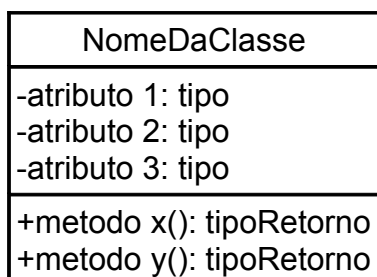 NomeDaClasse
-atributo 1: tipo
-atributo 2: tipo
-atributo 3: tipo
+metodo x(): tipoRetorno
+metodo y(): tipoRetorno